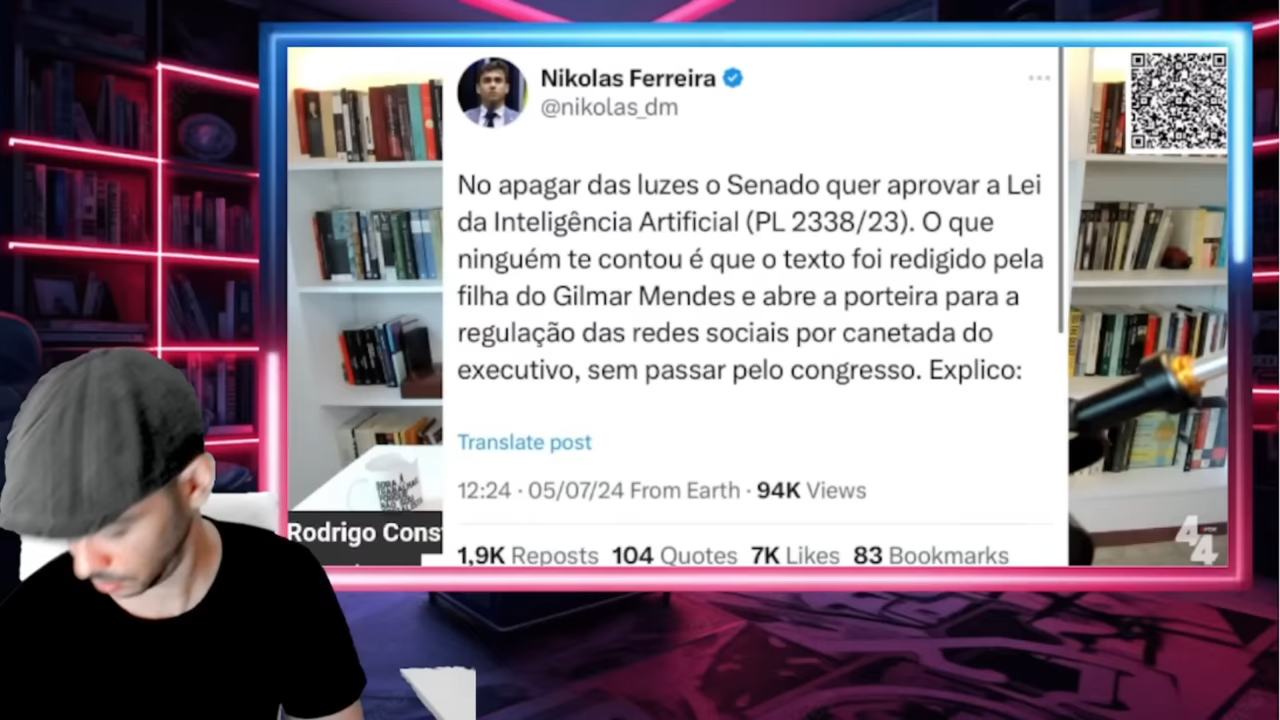 Nikolas Ferreira
@nikolas_dm
No apagar das luzes o Senado quer aprovar a Lei
da Inteligência Artificial (PL 2338/23). O que
ninguém te contou é que o texto foi redigido pela
filha do Gilmar Mendes e abre a porteira para a
regulação das redes sociais por canetada do
executivo, sem passar pelo congresso. Explico:
Translate post
12:24 · 05/07/24 From Earth · 94K Views
Rodrigo Const
1,9K Reposts 104 Quotes 7K Likes 83 Bookmarks
44